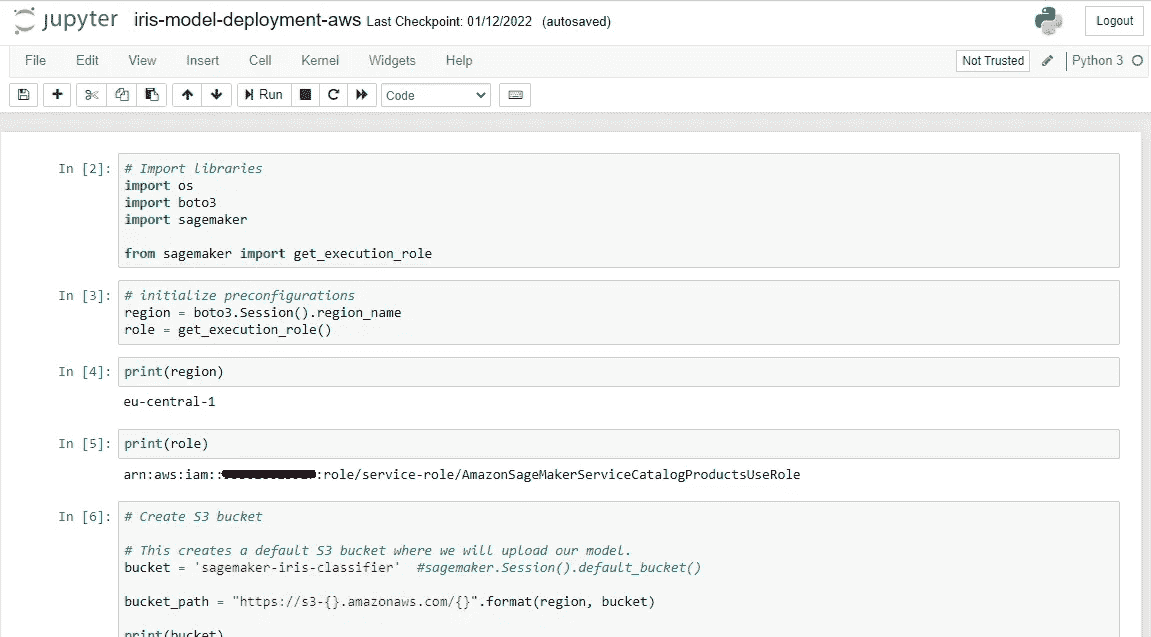 jupyter iris-model-deployment-aws Last Checkpoint: 01/12/2022 (autosaved)
Logout
File Edit View Insert Cell Kernel Widgets Help
Not Trusted Python 3
Run Code
In [2]: # Import libraries
import os
import boto3
import sagemaker
from sagemaker import get_execution_role
In [3]: # initialize preconfigurations
region = boto3.Session().region_name
role = get_execution_role()
In [4]: print(region)
eu-central-1
In [5]: print(role)
arn:aws:iam:::role/service-role/AmazonSageMakerServiceCatalogProductsUseRole
In [6]: # Create S3 bucket
# This creates a default S3 bucket where we will upload our model.
bucket = 'sagemaker-iris-classifier' #sagemaker.Session().default_bucket()
bucket_path = "https://s3-{}.amazonaws.com/{}".format(region, bucket)
print(bucket)